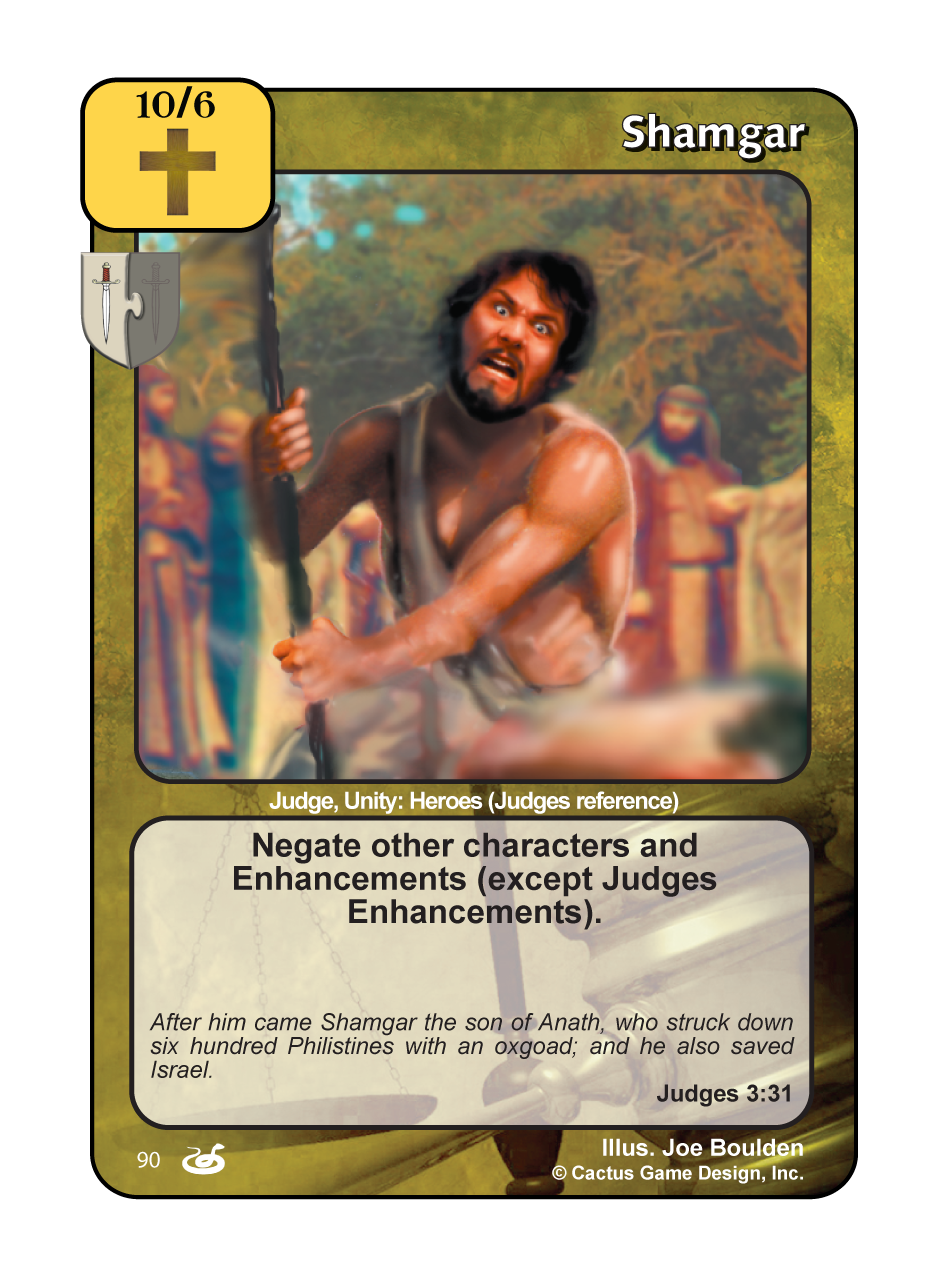 10/6
Shamgar
Judge, Unity: Heroes (Judges reference)
Negate other characters and
Enhancements (except Judges
Enhancements).
After him came Shamgar the son of Anath, who struck down
six hundred Philistines with an oxgoad; and he also saved
Israel.
Judges 3:31
90
Illus. Joe Boulden
© Cactus Game Design, Inc.